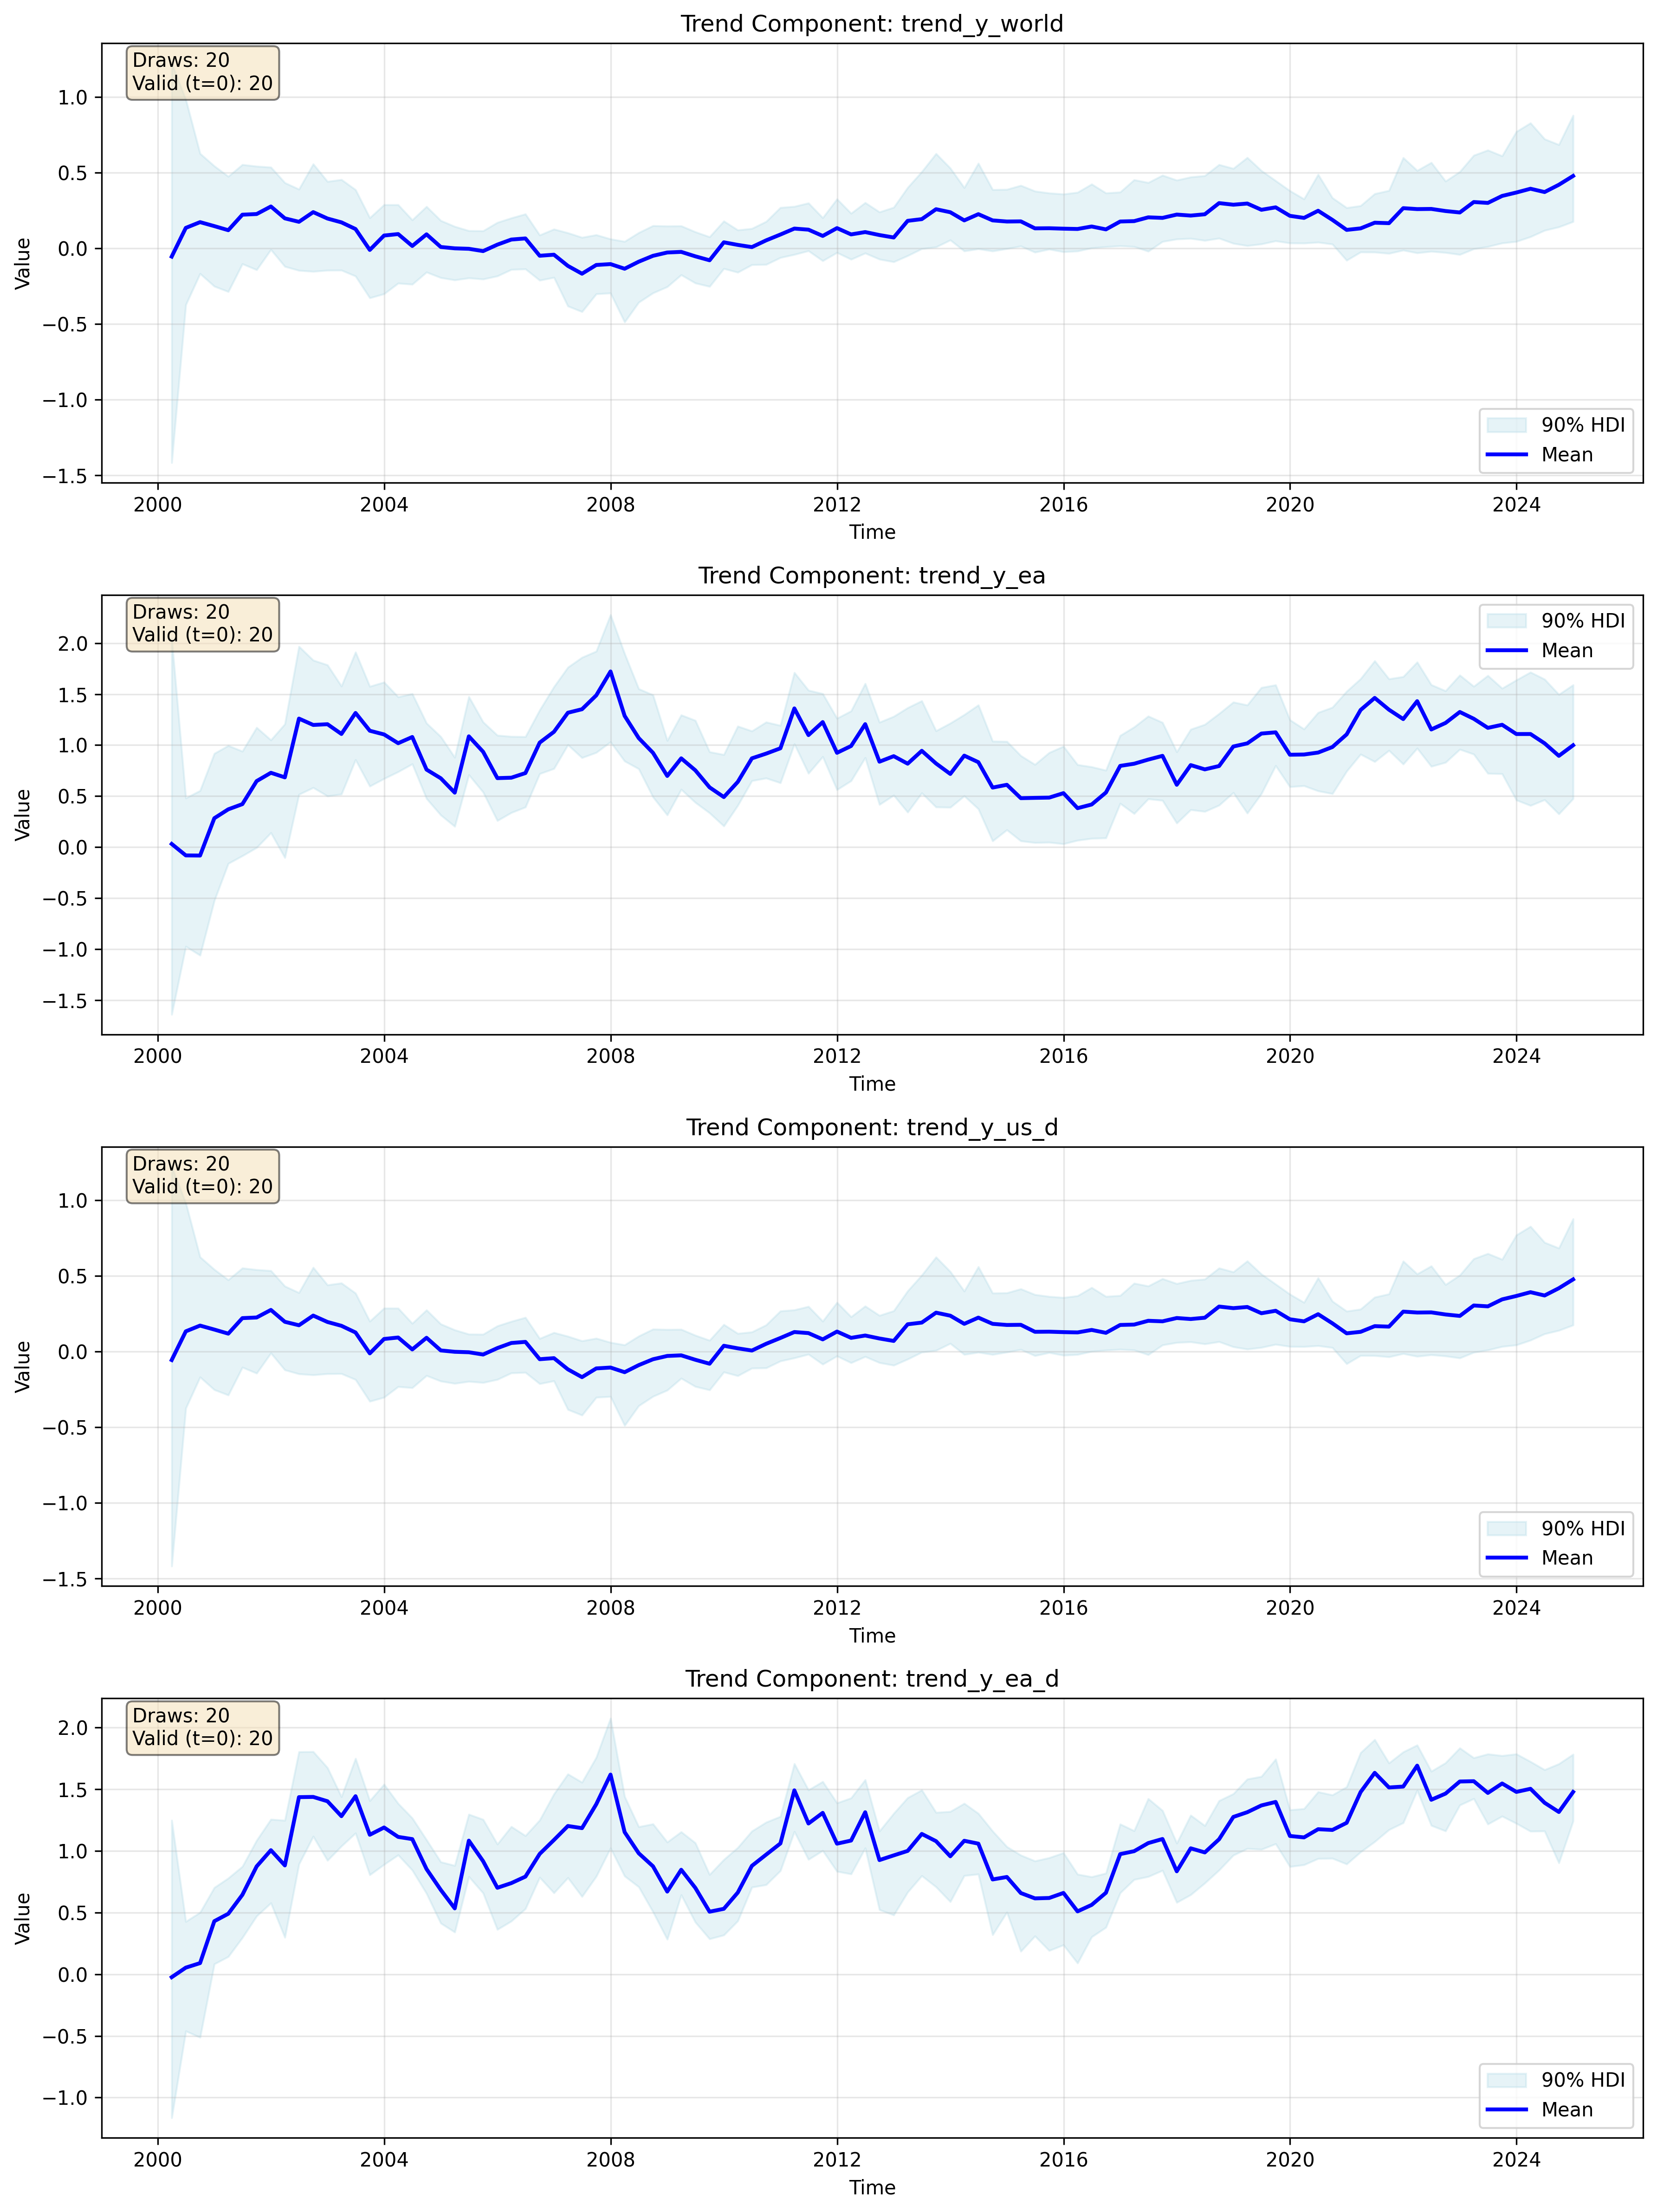 Trend Component: trend_y_world
Draws: 20
Valid (t=0): 20
1.0
0.5
0.0
−0.5
−1.0
−1.5
Value
90% HDI
Mean
2000 2004 2008 2012 2016 2020 2024
Time
Trend Component: trend_y_ea
Draws: 20
Valid (t=0): 20
90% HDI
Mean
2.0
1.5
1.0
0.5
0.0
−0.5
−1.0
−1.5
Value
2000 2004 2008 2012 2016 2020 2024
Time
Trend Component: trend_y_us_d
Draws: 20
Valid (t=0): 20
1.0
0.5
0.0
−0.5
−1.0
−1.5
Value
90% HDI
Mean
2000 2004 2008 2012 2016 2020 2024
Time
Trend Component: trend_y_ea_d
Draws: 20
Valid (t=0): 20
2.0
1.5
1.0
0.5
0.0
−0.5
−1.0
Value
90% HDI
Mean
2000 2004 2008 2012 2016 2020 2024
Time